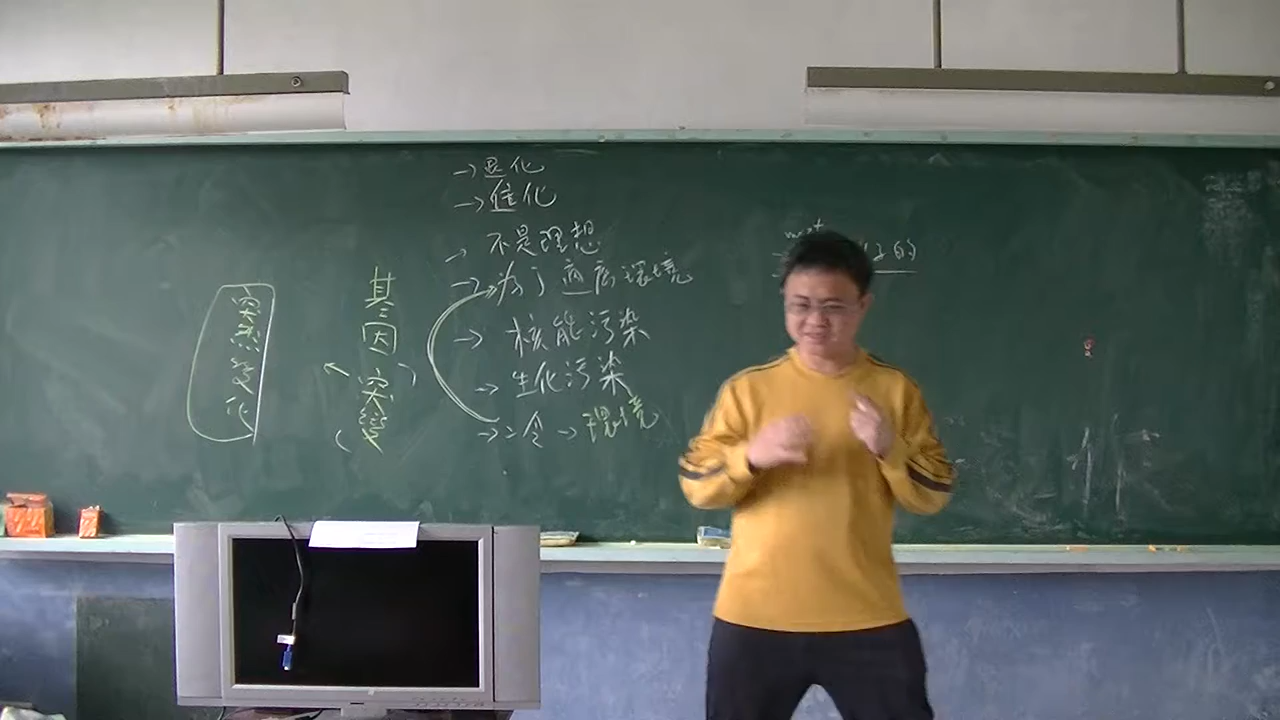 突然變化
基因突變
→退化
→進化
→不是理想
→為了適應環境
→核能污染
→生化污染
→環境